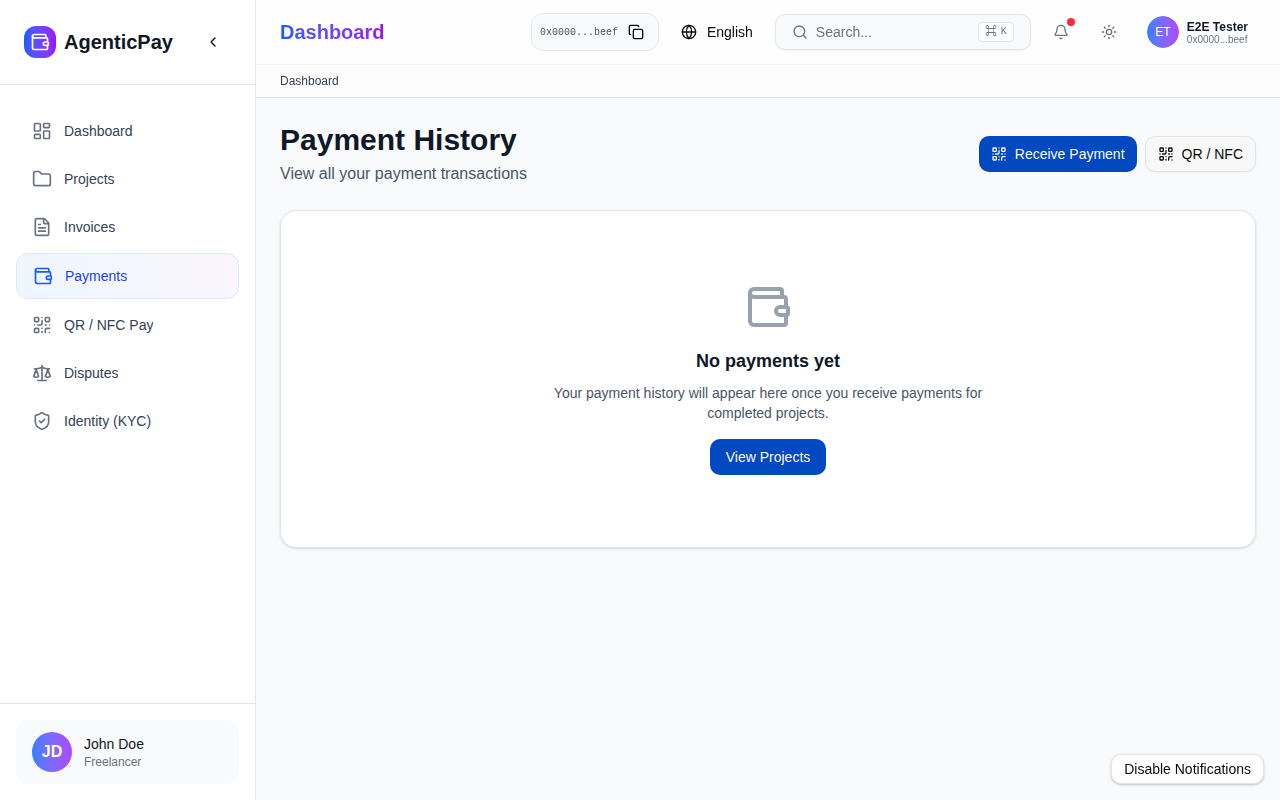 AgenticPay
Dashboard
Projects
Invoices
Payments
QR / NFC Pay
Disputes
Identity (KYC)
JD
John Doe
Freelancer
Dashboard
0x0000...beef
English
Search...
⌘ K
ET
E2E Tester
0x0000...beef
Dashboard
Payment History
View all your payment transactions
Receive Payment
QR / NFC
No payments yet
Your payment history will appear here once you receive payments for
completed projects.
View Projects
Disable Notifications